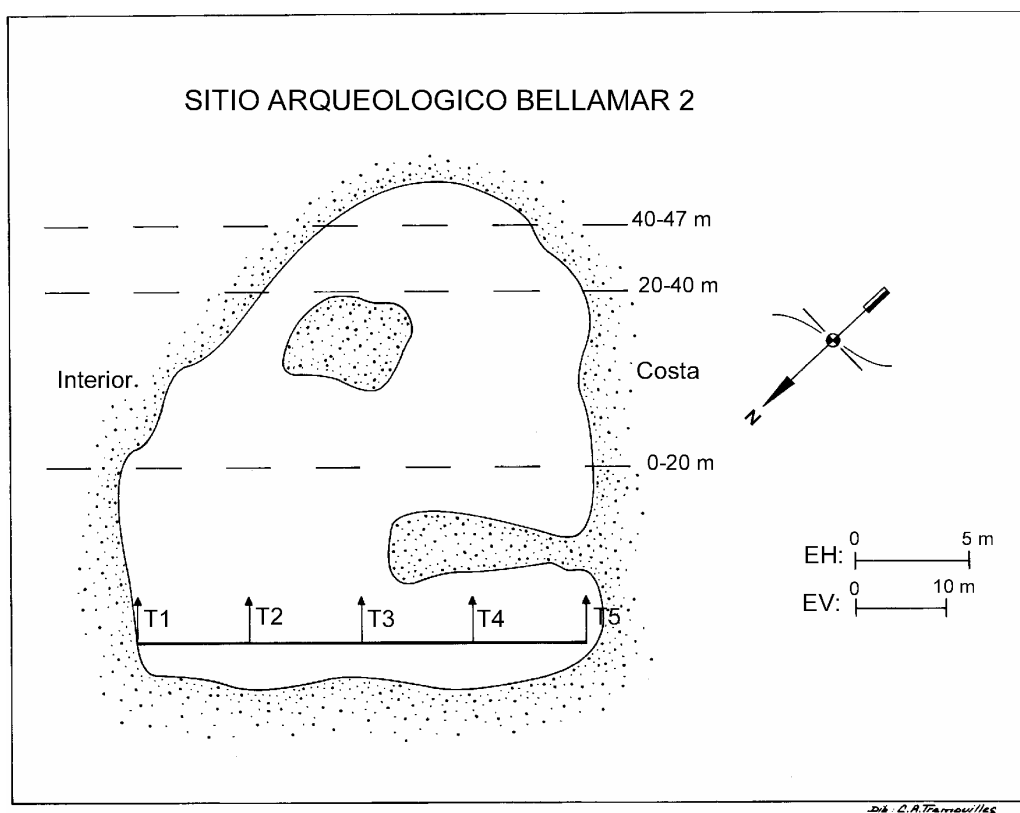 SITIO ARQUEOLOGICO BELLAMAR 2
40-47 m
20-40 m
Interior.
Costa
N
0-20 m
0 5 m
EH:
0 10 m
EV:
T1 T2 T3 T4 T5
Dib: C.A. Tremouilles